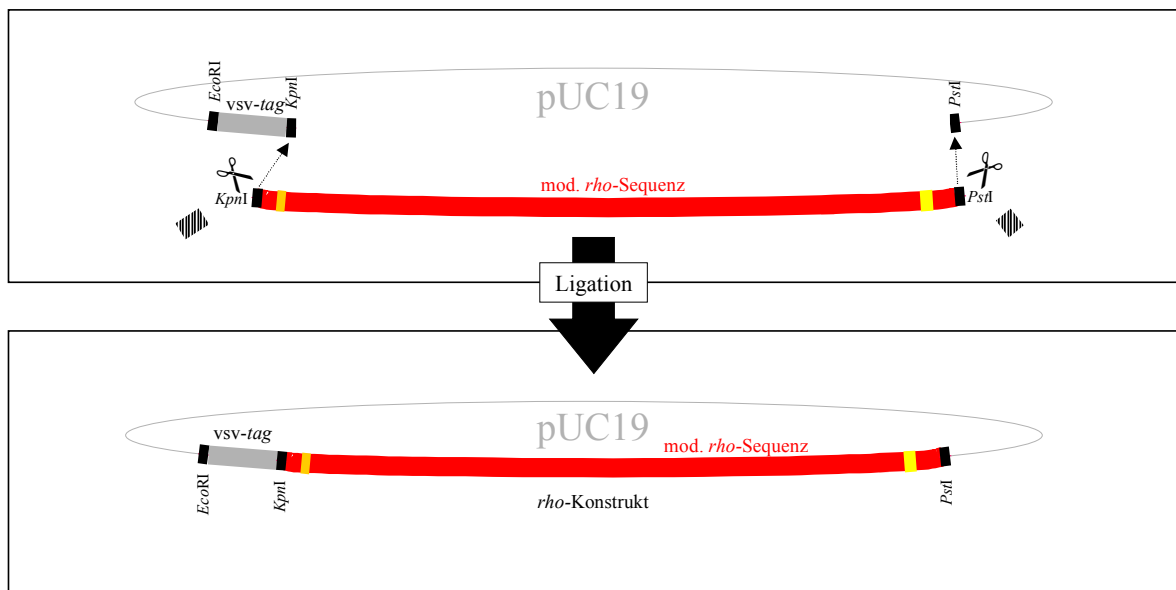 EcoRI
vsv-tag
KpnI
pUC19
PstI
KpnI
mod. rho-Sequenz
PstI
Ligation
vsv-tag
pUC19
mod. rho-Sequenz
EcoRI
KpnI
rho-Konstrukt
PstI